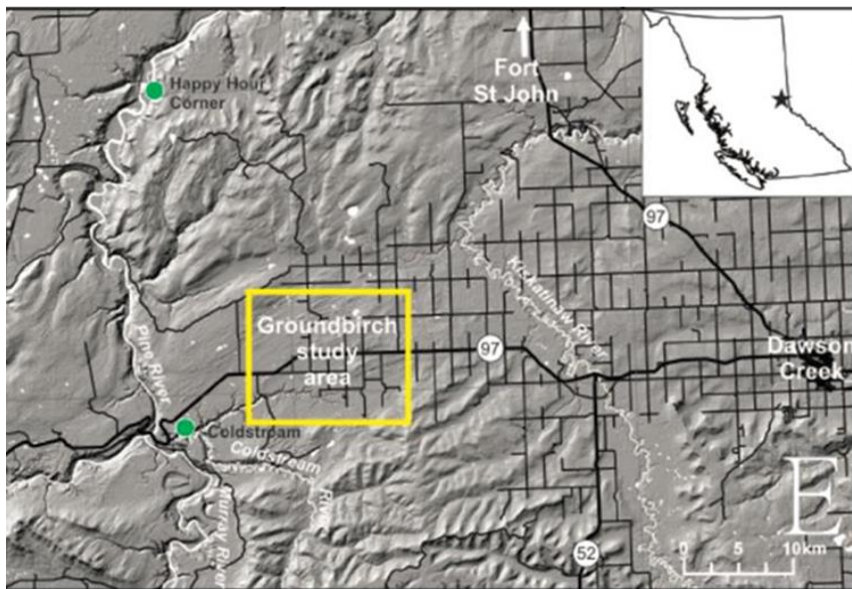 Happy Hour
Corner
Fort
St John
97
Kiskatinaw River
Pine River
Groundbirch
study
area
97
Dawson
Creek
Coldstream
Coldstream
River
Murray River
E
52
0 5 10km